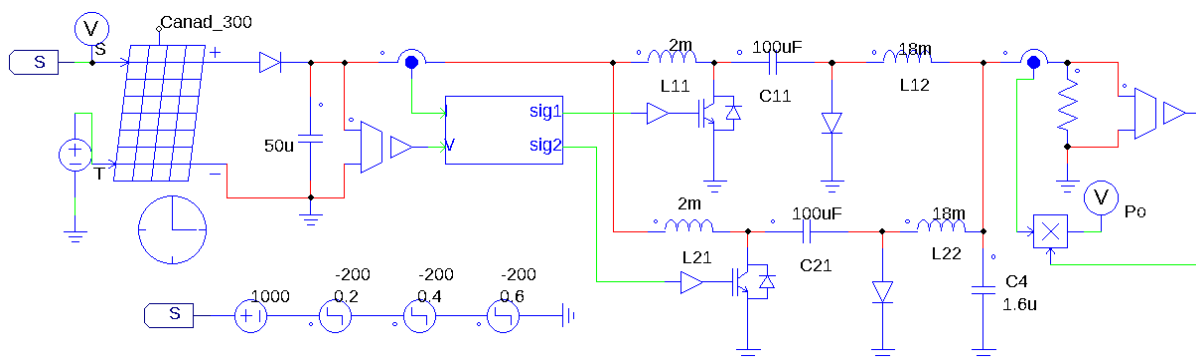 V
Canad_300
S
S
2m
100uF
18m
L11
C11
L12
I
sig1
V
sig2
50u
T
2m
100uF
18m
L21
C21
L22
V
Po
C4
1.6u
-200
-200
-200
1000
0.2
0.4
0.6
S